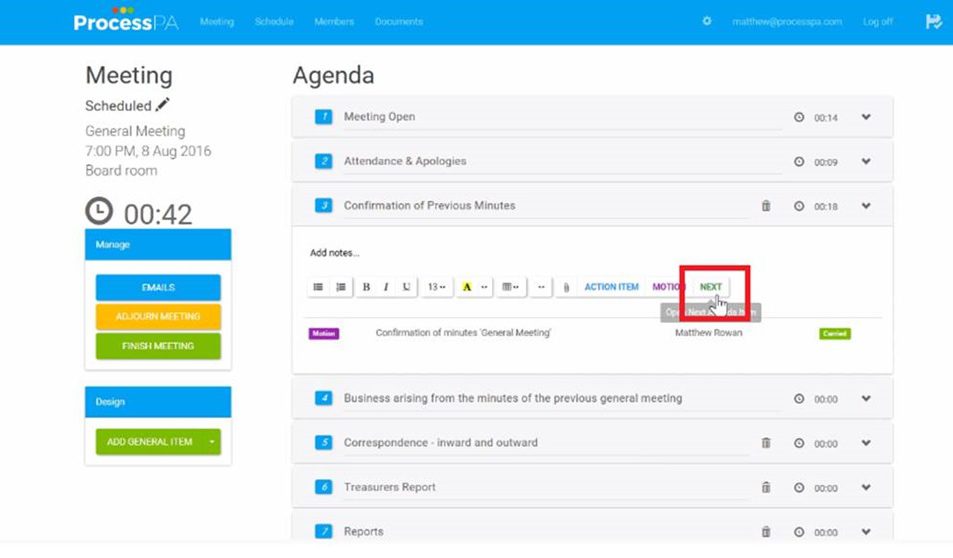 ProcessPA Meeting Schedule Members Documents matthew@processpa.com Log off
Meeting
Scheduled
General Meeting
7:00 PM, 8 Aug 2016
Board room
00:42
Manage
EMAILS
ADJOURN MEETING
FINISH MEETING
Design
ADD GENERAL ITEM
Agenda
1 Meeting Open 00:14
2 Attendance & Apologies 00:09
3 Confirmation of Previous Minutes 00:18
Add notes...
B I U 13 A ACTION ITEM MOTION NEXT
Open Next Item
Motion Confirmation of minutes 'General Meeting' Matthew Rowan Carried
4 Business arising from the minutes of the previous general meeting 00:00
5 Correspondence - inward and outward 00:00
6 Treasurers Report 00:00
7 Reports 00:00